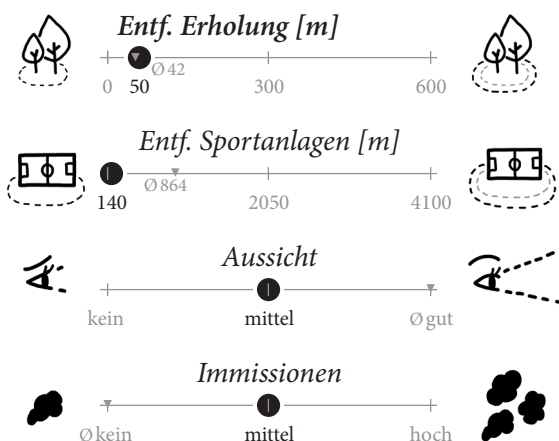 Entf. Erholung [m]
Ø 42
0 50 300 600
Entf. Sportanlagen [m]
Ø 864
140 2050 4100
Aussicht
kein mittel Ø gut
Immissionen
Ø kein mittel hoch